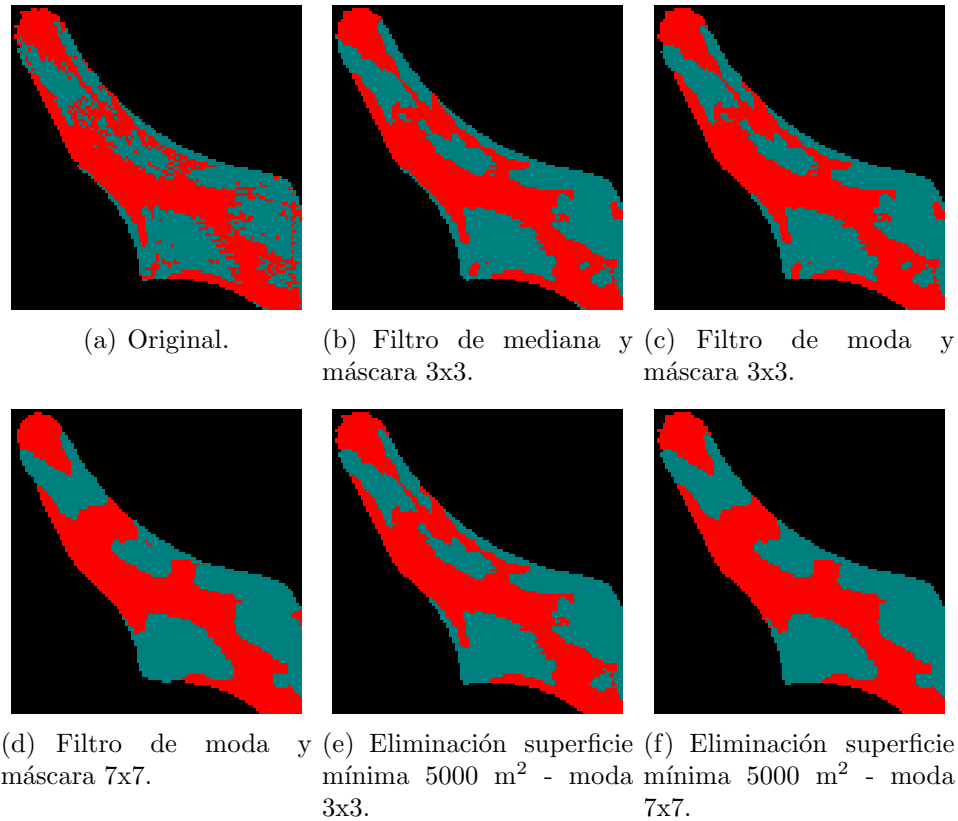 (a) Original.
(b) Filtro de mediana y
máscara 3x3.
(c) Filtro de moda y
máscara 3x3.
(d) Filtro de moda y
máscara 7x7.
(e) Eliminación superficie
mínima 5000 m² - moda
3x3.
(f) Eliminación superficie
mínima 5000 m² - moda
7x7.